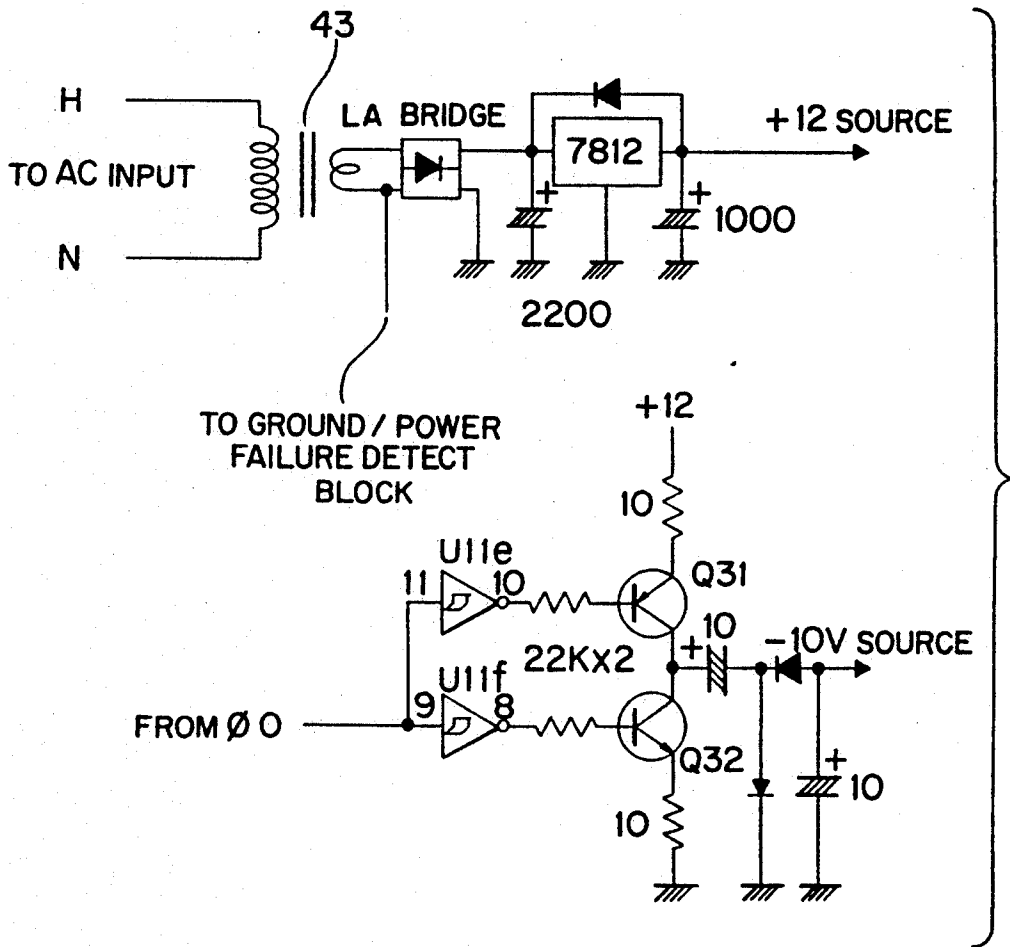 43
H
LA BRIDGE
+12 SOURCE
7812
TO AC INPUT
+
+
1000
N
2200
+12
TO GROUND / POWER
FAILURE DETECT
BLOCK
10
U11e
11
10
Q31
10
+
-10V SOURCE
22Kx2
U11f
9
8
FROM Ø 0
Q32
+
10
10